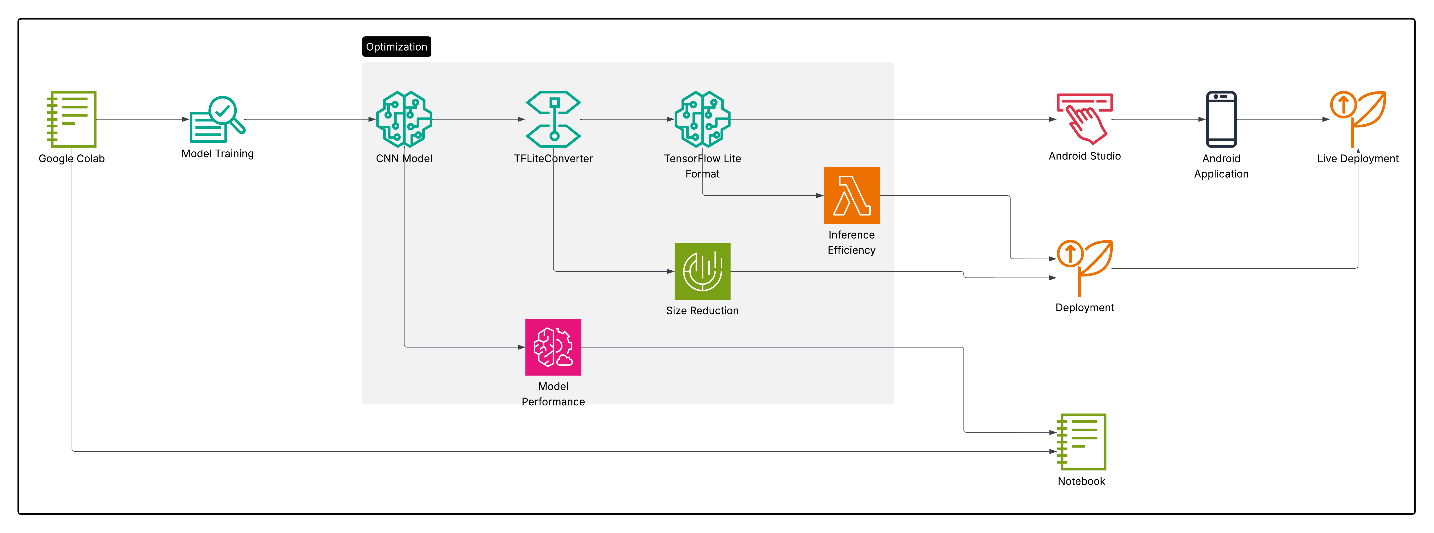 Optimization
Google Colab
Model Training
CNN Model
TFLiteConverter
TensorFlow Lite
Format
Android Studio
Android
Application
Live Deployment
Inference
Efficiency
Size Reduction
Deployment
Model
Performance
Notebook